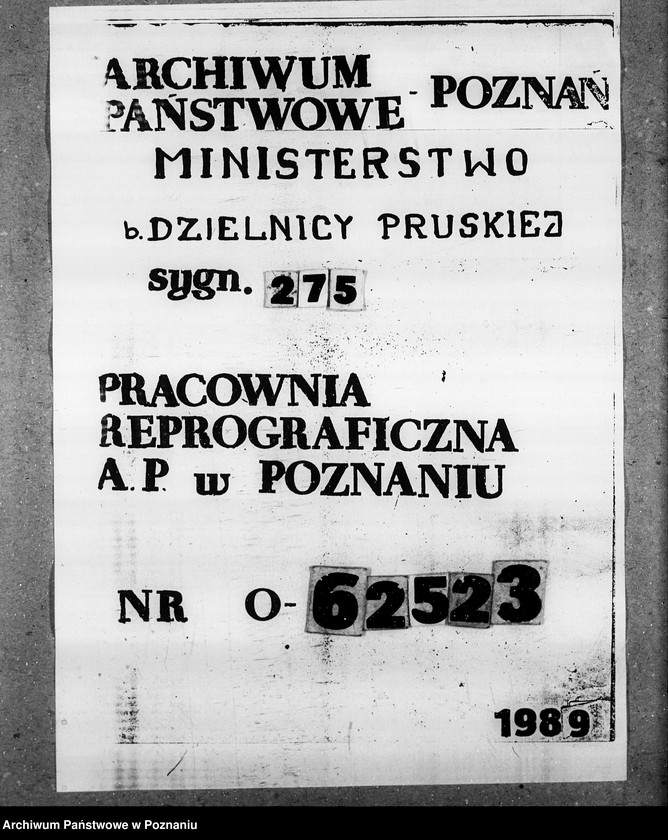 ARCHIWUM
PAŃSTWOWE - POZNAŃ
MINISTERSTWO
b. DZIELNICY PRUSKIEJ
sygn. 275
PRACOWNIA
REPROGRAFICZNA
A.P. w POZNANIU
NR O-62523
1989
Archiwum Państwowe w Poznaniu